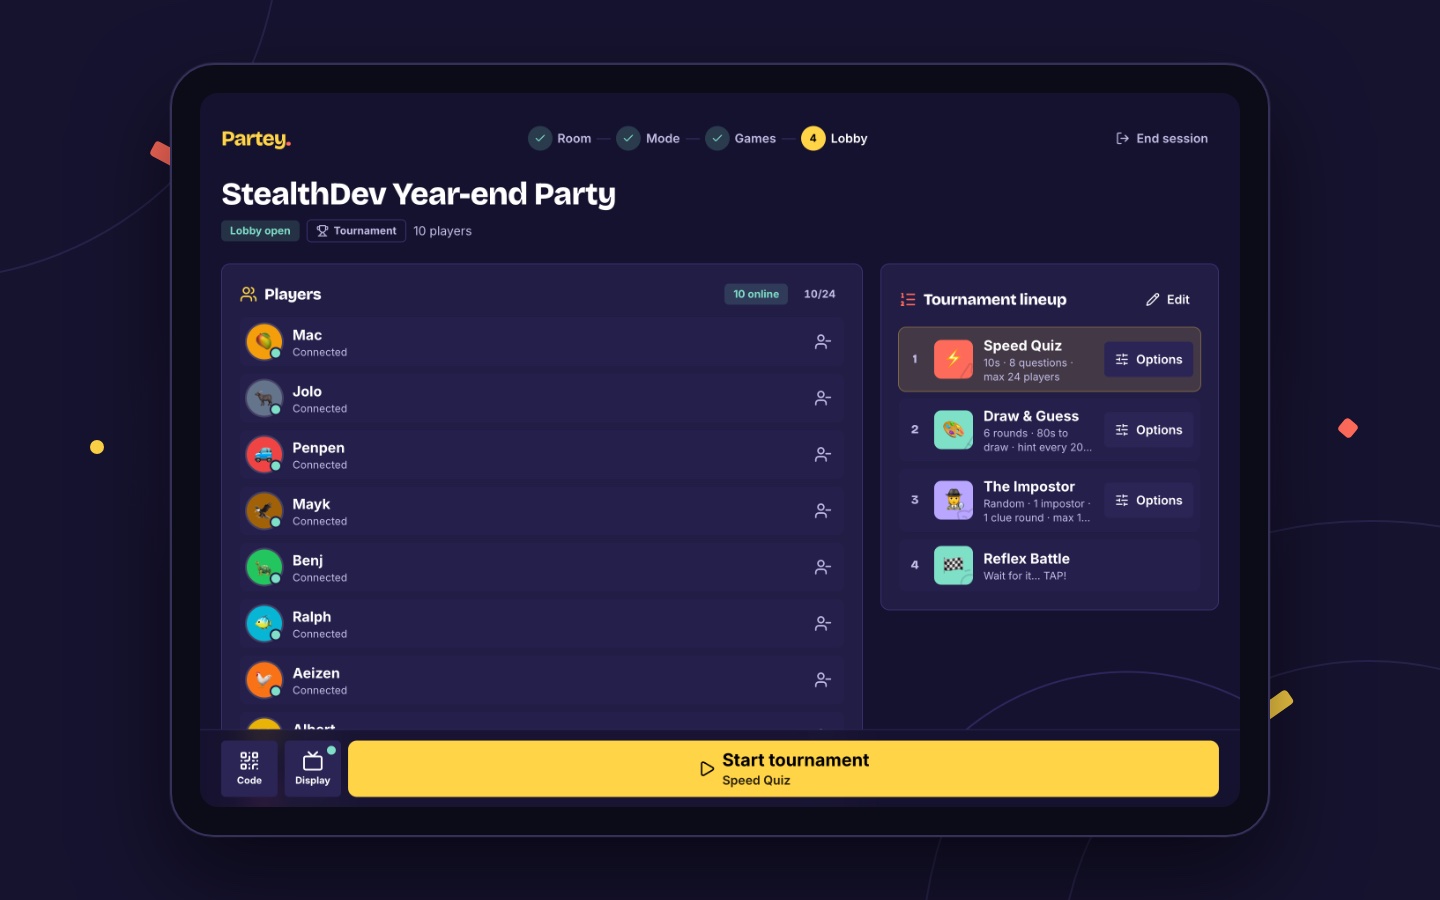 Partey.
Room
Mode
Games
4 Lobby
End session
StealthDev Year-end Party
Lobby open
Tournament
10 players
Players
10 online
10/24
Mac
Connected
Jolo
Connected
Penpen
Connected
Mayk
Connected
Benj
Connected
Ralph
Connected
Aeizen
Connected
Albert
Tournament lineup
Edit
1
Speed Quiz
10s · 8 questions ·
max 24 players
Options
2
Draw & Guess
6 rounds · 80s to
draw · hint every 20...
Options
3
The Impostor
Random · 1 impostor ·
1 clue round · max 1...
Options
4
Reflex Battle
Wait for it... TAP!
Code
Display
Start tournament
Speed Quiz